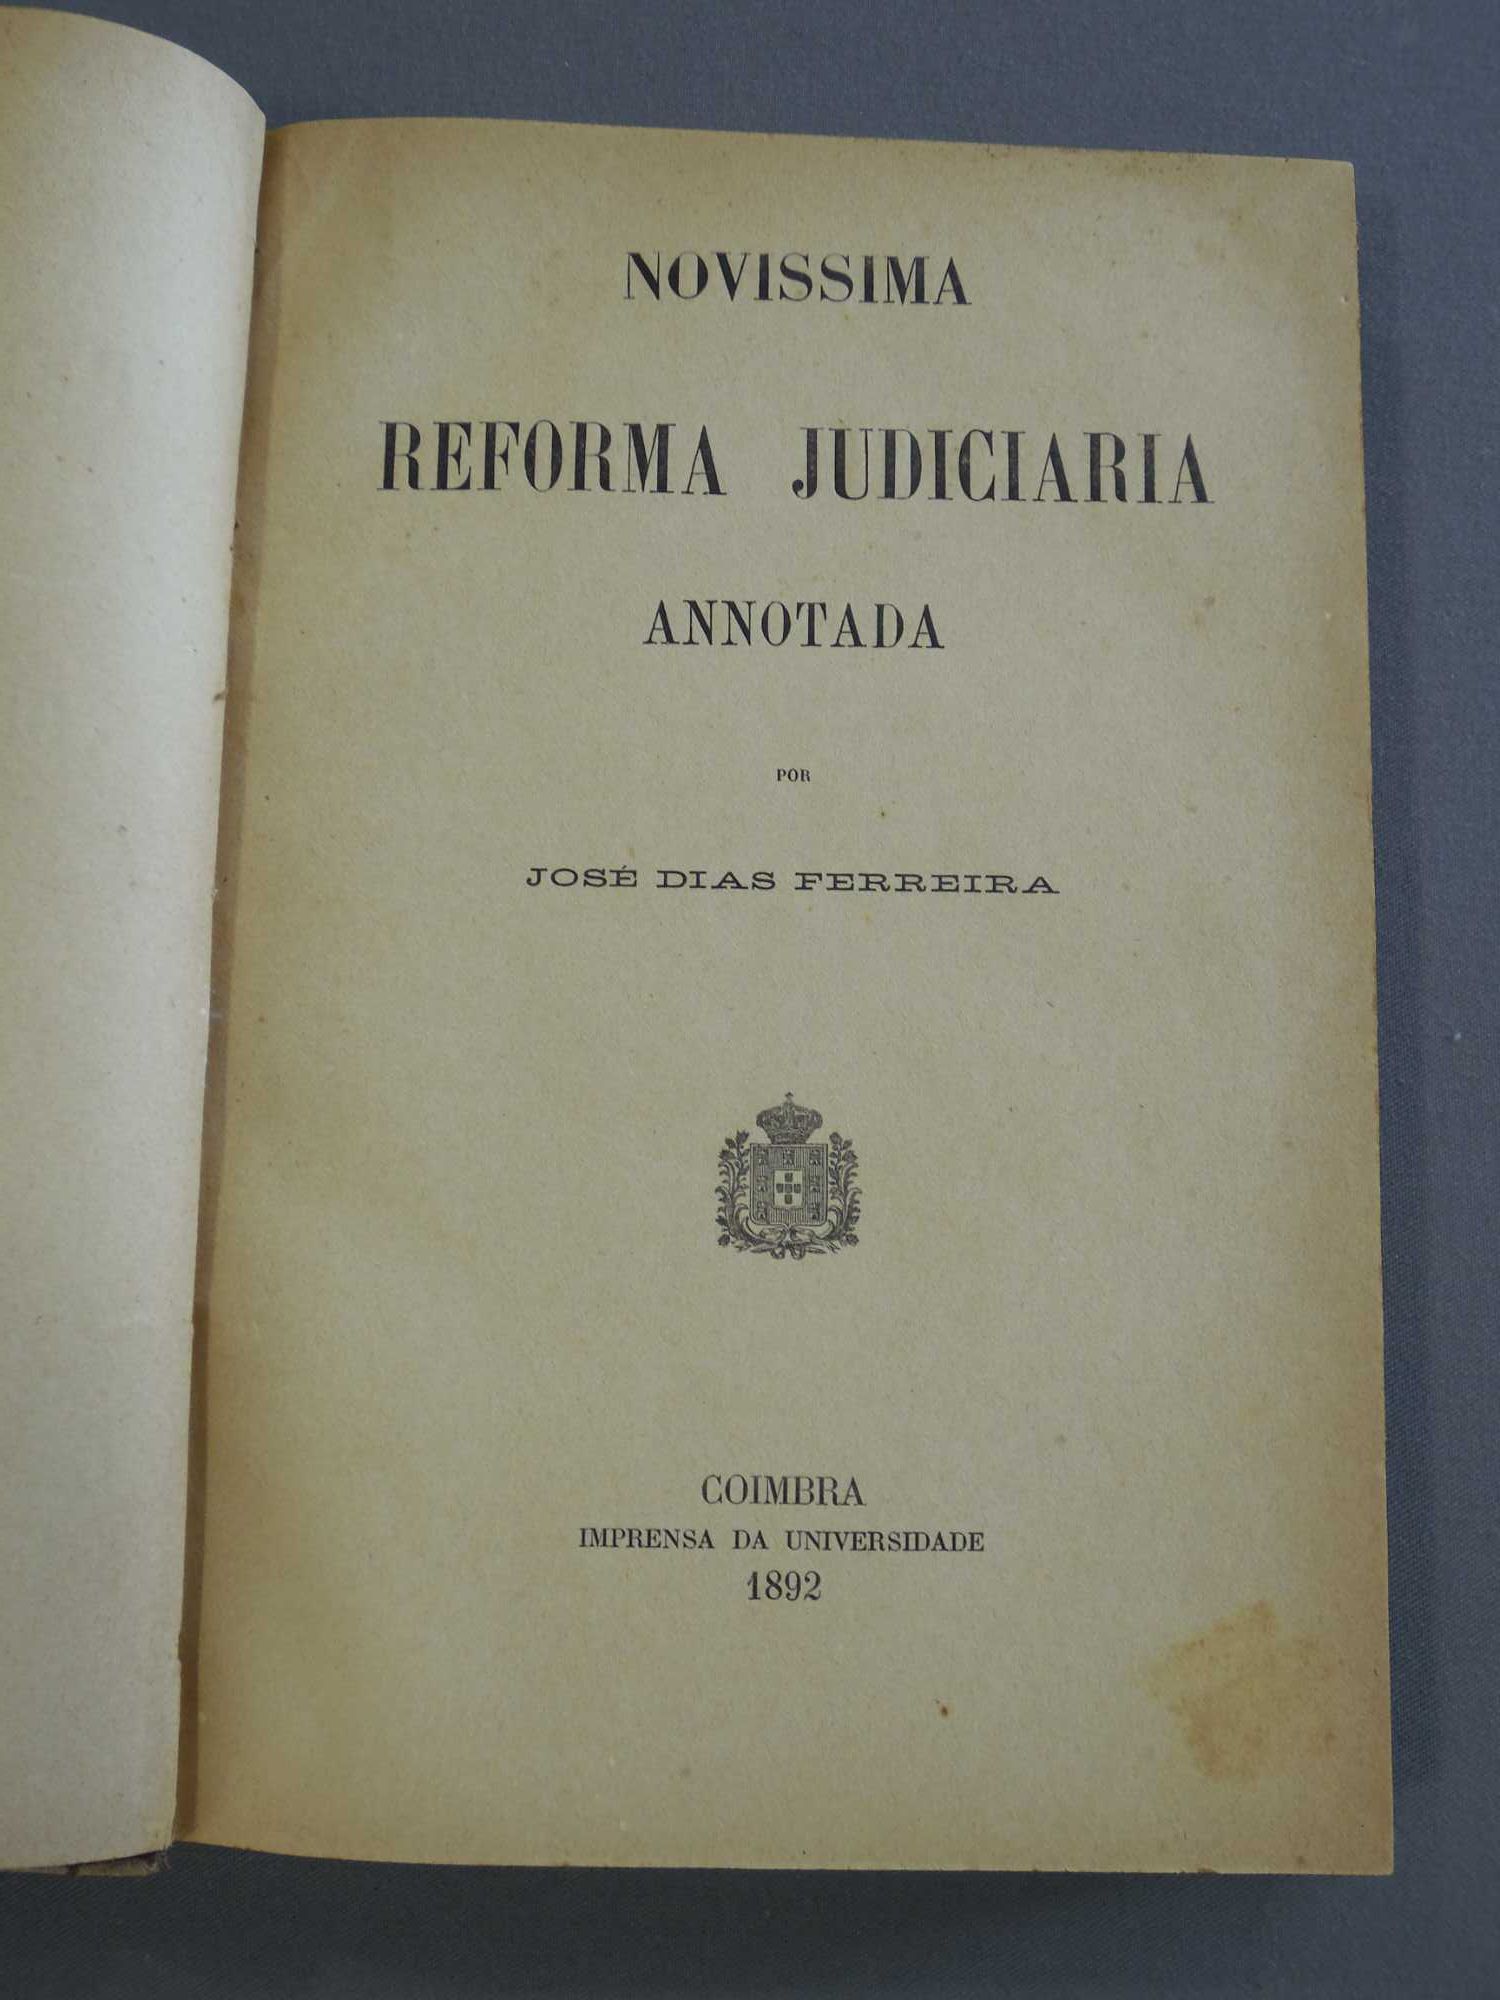 NOVISSIMA
REFORMA JUDICIARIA
ANNOTADA
POR
JOSÉ DIAS FERREIRA
COIMBRA
IMPRENSA DA UNIVERSIDADE
1892